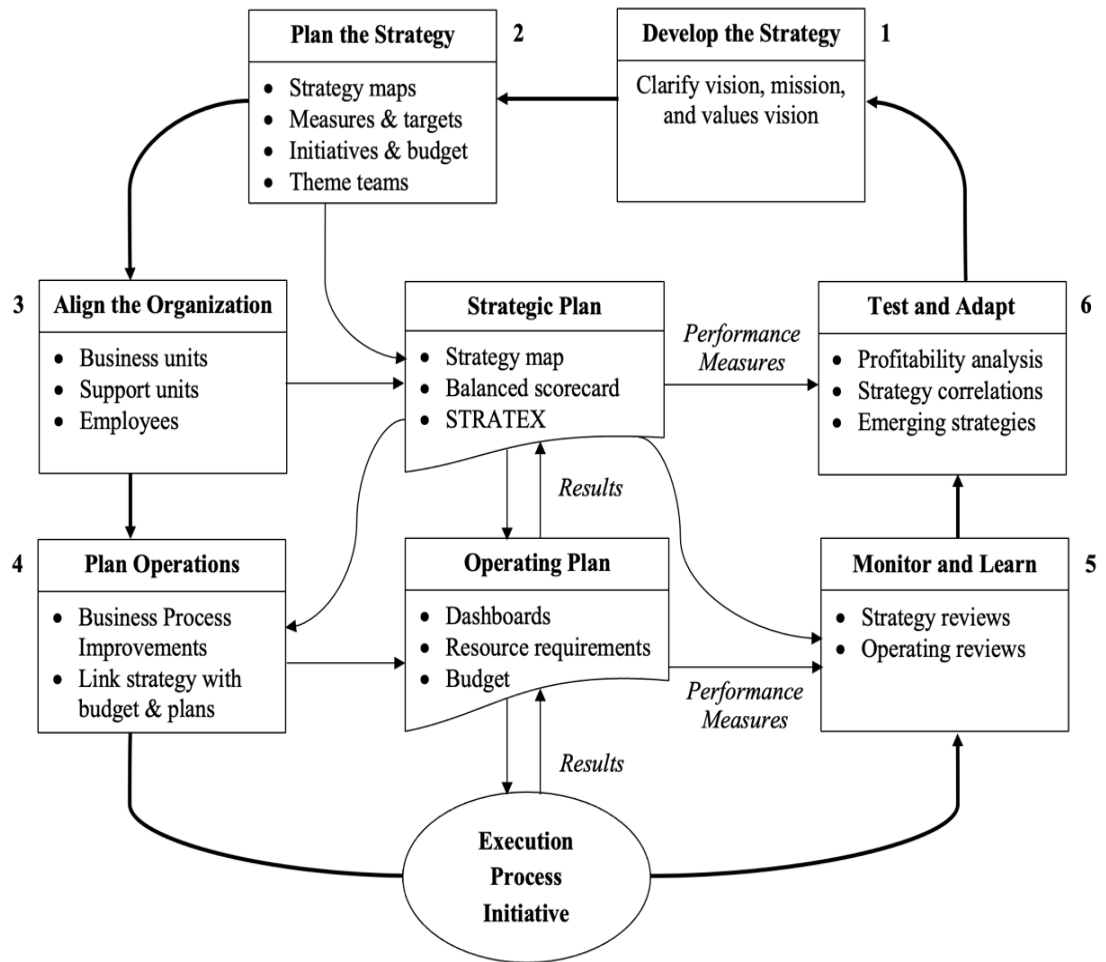 Plan the Strategy
2
• Strategy maps
• Measures & targets
• Initiatives & budget
• Theme teams
Develop the Strategy
1
Clarify vision, mission,
and values vision
3
Align the Organization
• Business units
• Support units
• Employees
Strategic Plan
• Strategy map
• Balanced scorecard
• STRATEX
Performance
Measures
Test and Adapt
6
• Profitability analysis
• Strategy correlations
• Emerging strategies
Results
4
Plan Operations
• Business Process
Improvements
• Link strategy with
budget & plans
Operating Plan
• Dashboards
• Resource requirements
• Budget
Performance
Measures
Monitor and Learn
5
• Strategy reviews
• Operating reviews
Results
Execution
Process
Initiative